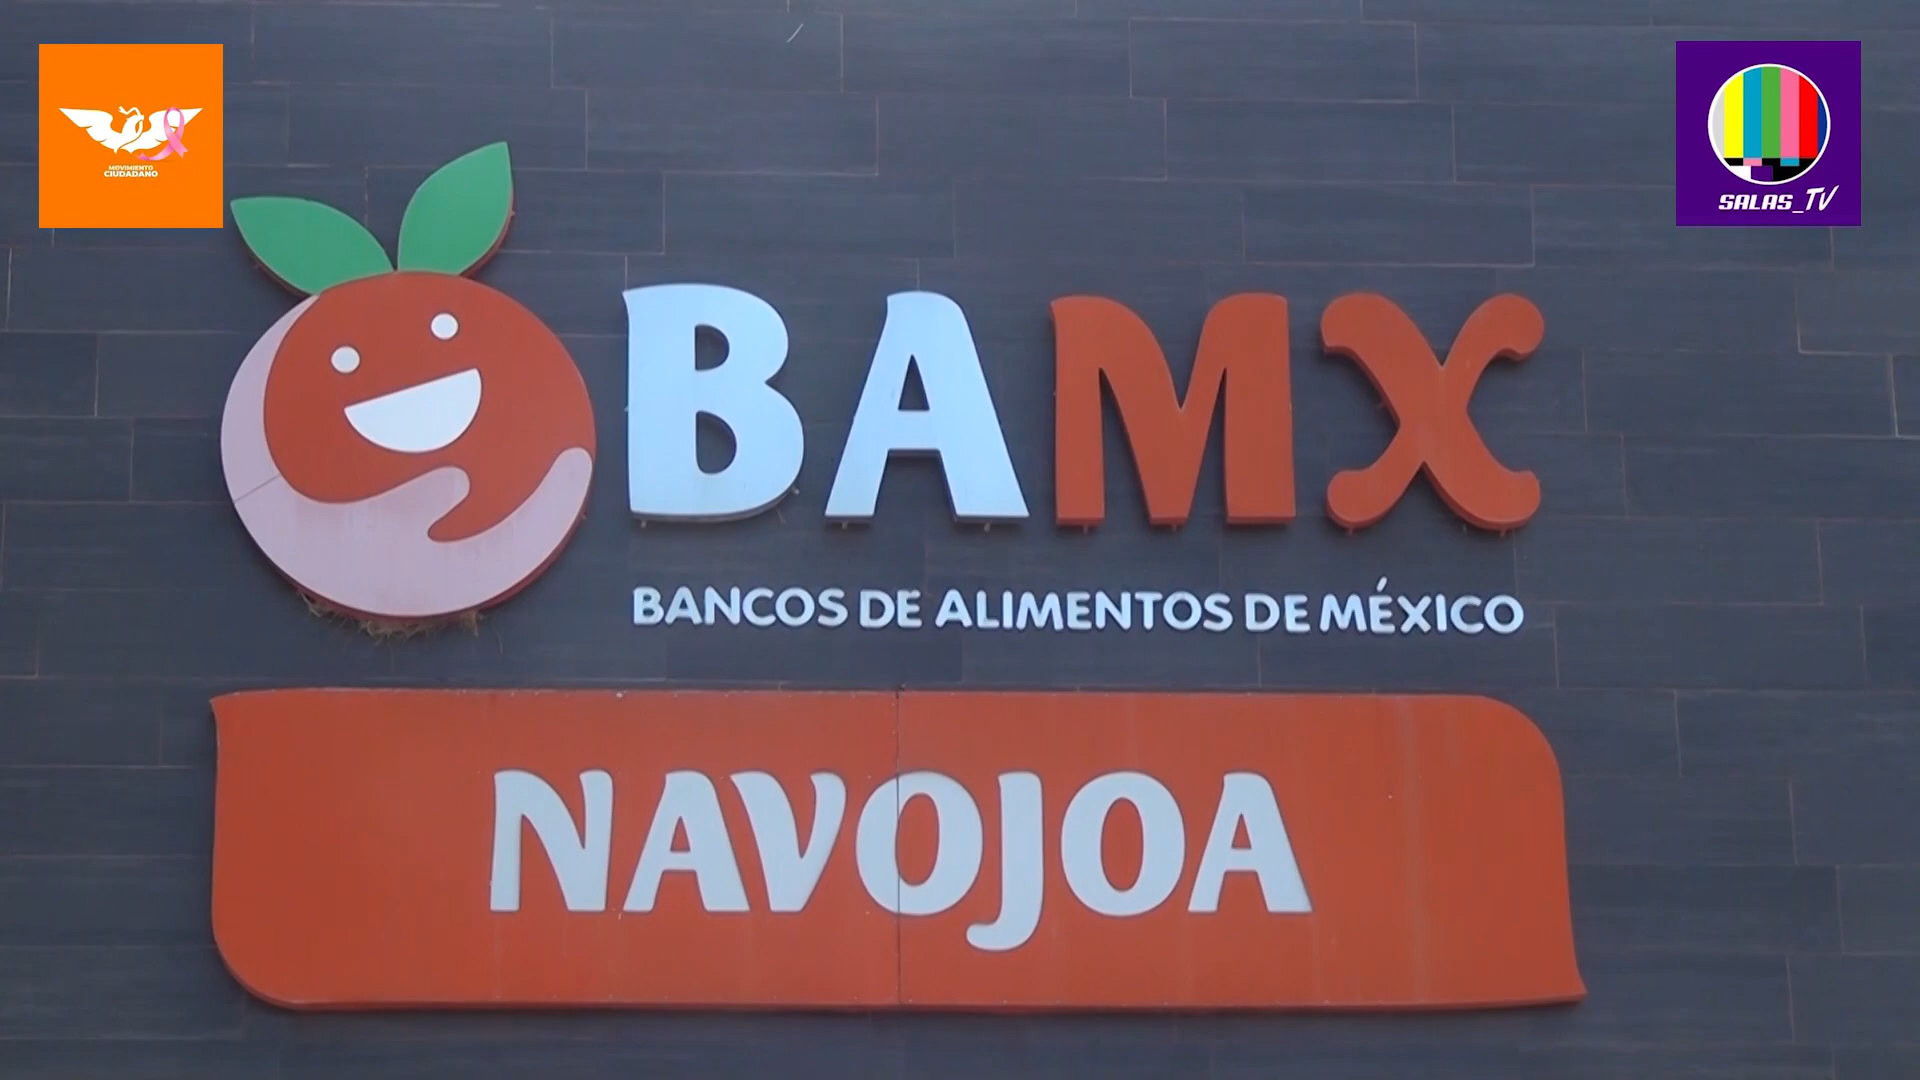 MOVIMIENTO
CIUDADANO
SALAS_TV
BAMX
BANCOS DE ALIMENTOS DE MÉXICO
NAVOJOA